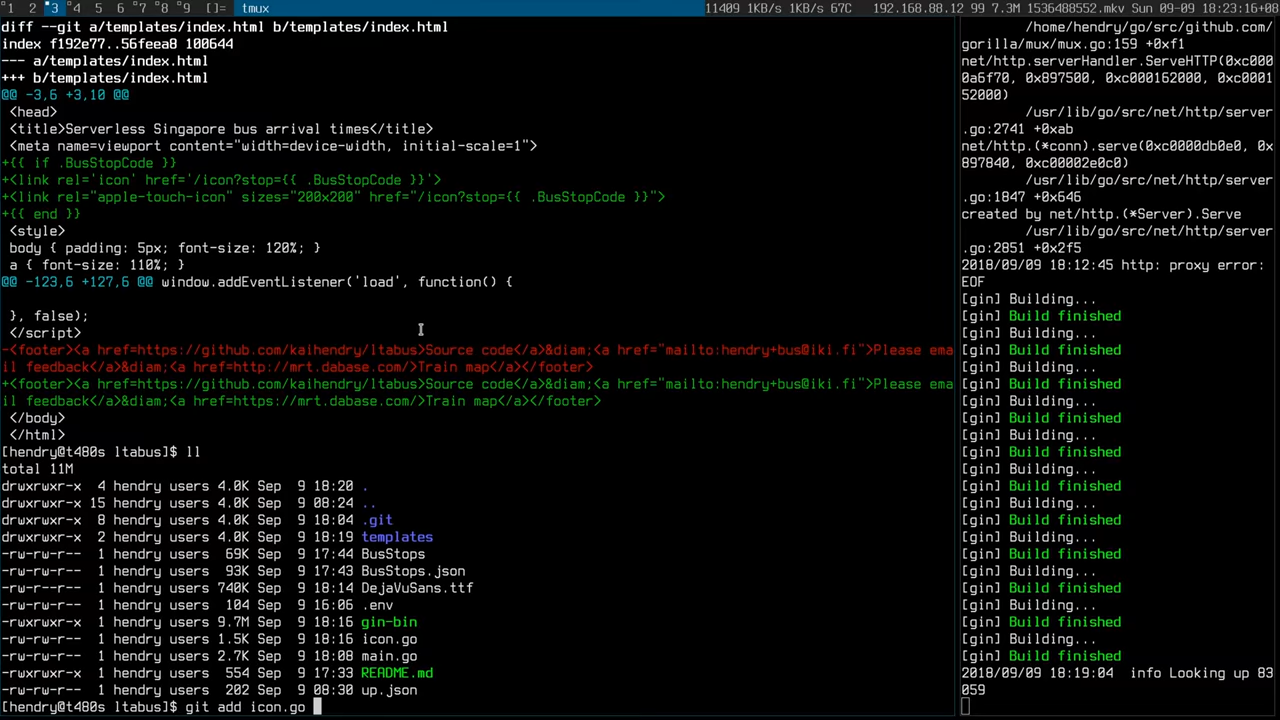 1 2 3 4 5 6 7 8 9 []= tmux 11409 1KB/s 1KB/s 67C 192.168.88.12 99 7.3M 1536488552.mkv Sun 09-09 18:23:16+08
diff --git a/templates/index.html b/templates/index.html
index f192e77..56feea8 100644
--- a/templates/index.html
+++ b/templates/index.html
@@ -3,6 +3,10 @@
<head>
<title>Serverless Singapore bus arrival times</title>
<meta name=viewport content="width=device-width, initial-scale=1">
+{{ if .BusStopCode }}
+<link rel='icon' href='/icon?stop={{ .BusStopCode }}'>
+<link rel="apple-touch-icon" sizes="200x200" href="/icon?stop={{ .BusStopCode }}">
+{{ end }}
<style>
body { padding: 5px; font-size: 120%; }
a { font-size: 110%; }
@@ -123,6 +127,6 @@ window.addEventListener('load', function() {
}, false);
</script>
-<footer><a href=https://github.com/kaihendry/ltabus>Source code</a>&diam;<a href="mailto:hendry+bus@iki.fi">Please ema
il feedback</a>&diam;<a href=http://mrt.dabase.com/>Train map</a></footer>
+<footer><a href=https://github.com/kaihendry/ltabus>Source code</a>&diam;<a href="mailto:hendry+bus@iki.fi">Please ema
il feedback</a>&diam;<a href=https://mrt.dabase.com/>Train map</a></footer>
</body>
</html>
[hendry@t480s ltabus]$ ll
total 11M
drwxrwxr-x 4 hendry users 4.0K Sep 9 18:20 .
drwxrwxr-x 15 hendry users 4.0K Sep 9 08:24 ..
drwxrwxr-x 8 hendry users 4.0K Sep 9 18:04 .git
drwxrwxr-x 2 hendry users 4.0K Sep 9 18:19 templates
-rw-rw-r-- 1 hendry users 69K Sep 9 17:44 BusStops
-rw-rw-r-- 1 hendry users 93K Sep 9 17:43 BusStops.json
-rw-r--r-- 1 hendry users 740K Sep 9 18:14 DejaVuSans.ttf
-rw-rw-r-- 1 hendry users 104 Sep 9 16:06 .env
-rwxrwxr-x 1 hendry users 9.7M Sep 9 18:16 gin-bin
-rw-rw-r-- 1 hendry users 1.5K Sep 9 18:16 icon.go
-rw-rw-r-- 1 hendry users 2.7K Sep 9 18:08 main.go
-rwxrwxr-x 1 hendry users 554 Sep 9 17:33 README.md
-rw-rw-r-- 1 hendry users 202 Sep 9 08:30 up.json
[hendry@t480s ltabus]$ git add icon.go
/home/hendry/go/src/github.com/
gorilla/mux/mux.go:159 +0xf1
net/http.serverHandler.ServeHTTP(0xc000
0a6f70, 0x897500, 0xc000162000, 0xc0001
52000)
/usr/lib/go/src/net/http/server
.go:2741 +0xab
net/http.(*conn).serve(0xc0000db0e0, 0x
897840, 0xc00002e0c0)
/usr/lib/go/src/net/http/server
.go:1847 +0x646
created by net/http.(*Server).Serve
/usr/lib/go/src/net/http/server
.go:2851 +0x2f5
2018/09/09 18:12:45 http: proxy error:
EOF
[gin] Building...
[gin] Build finished
[gin] Building...
[gin] Build finished
[gin] Building...
[gin] Build finished
[gin] Building...
[gin] Build finished
[gin] Building...
[gin] Build finished
[gin] Building...
[gin] Build finished
[gin] Building...
[gin] Build finished
[gin] Building...
[gin] Build finished
[gin] Building...
[gin] Build finished
[gin] Building...
[gin] Build finished
[gin] Building...
[gin] Build finished
2018/09/09 18:19:04 info Looking up 83
059